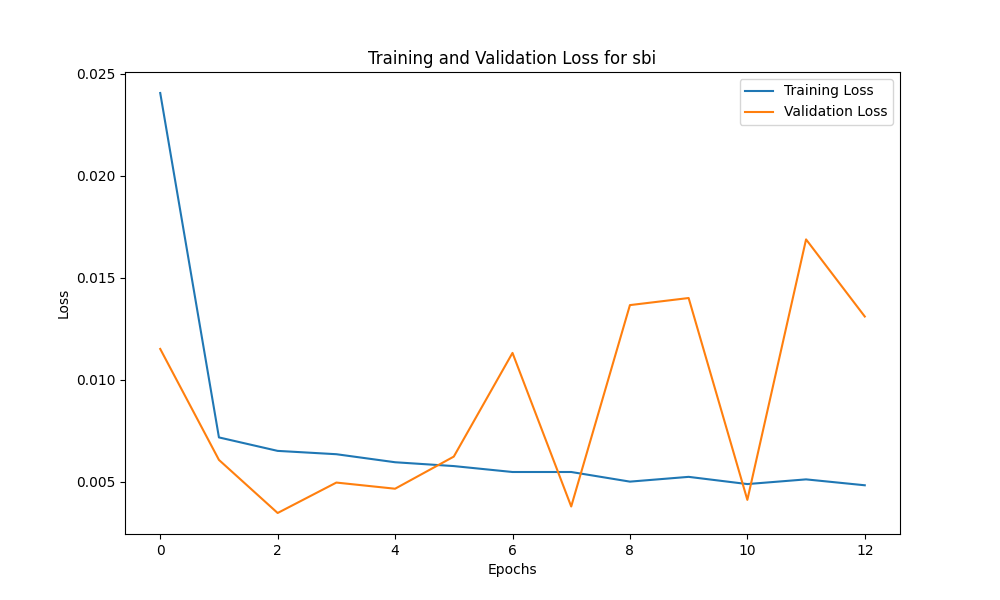 Training and Validation Loss for sbi
Training Loss
Validation Loss
Loss
0.025
0.020
0.015
0.010
0.005
0 2 4 6 8 10 12
Epochs